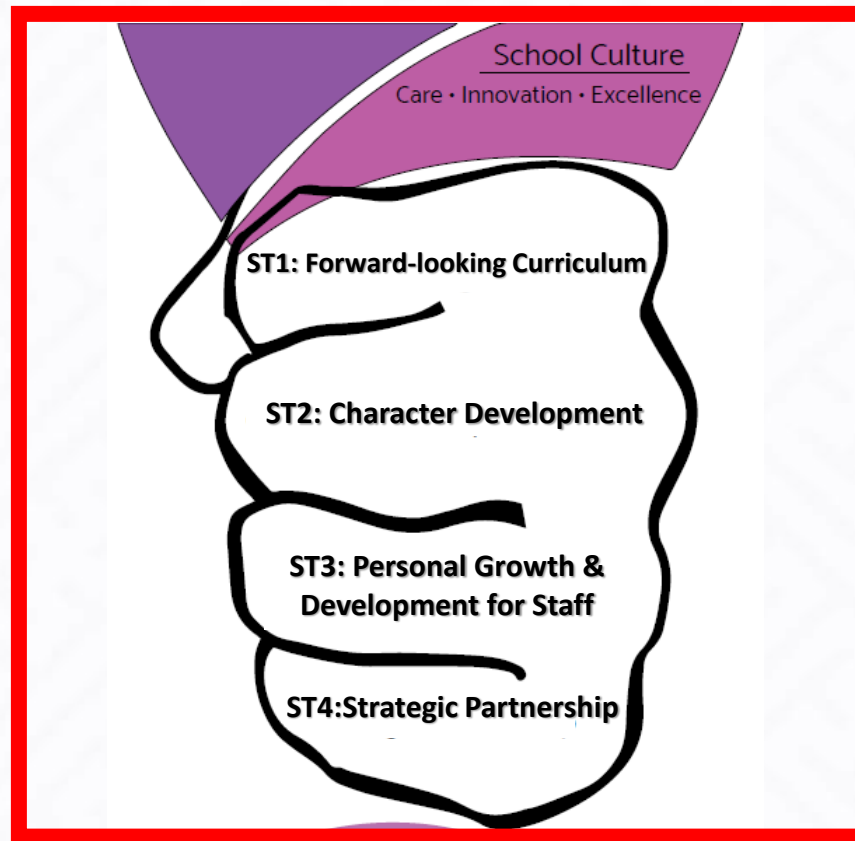 School Culture
Care • Innovation • Excellence
ST1: Forward-looking Curriculum
ST2: Character Development
ST3: Personal Growth &
Development for Staff
ST4:Strategic Partnership